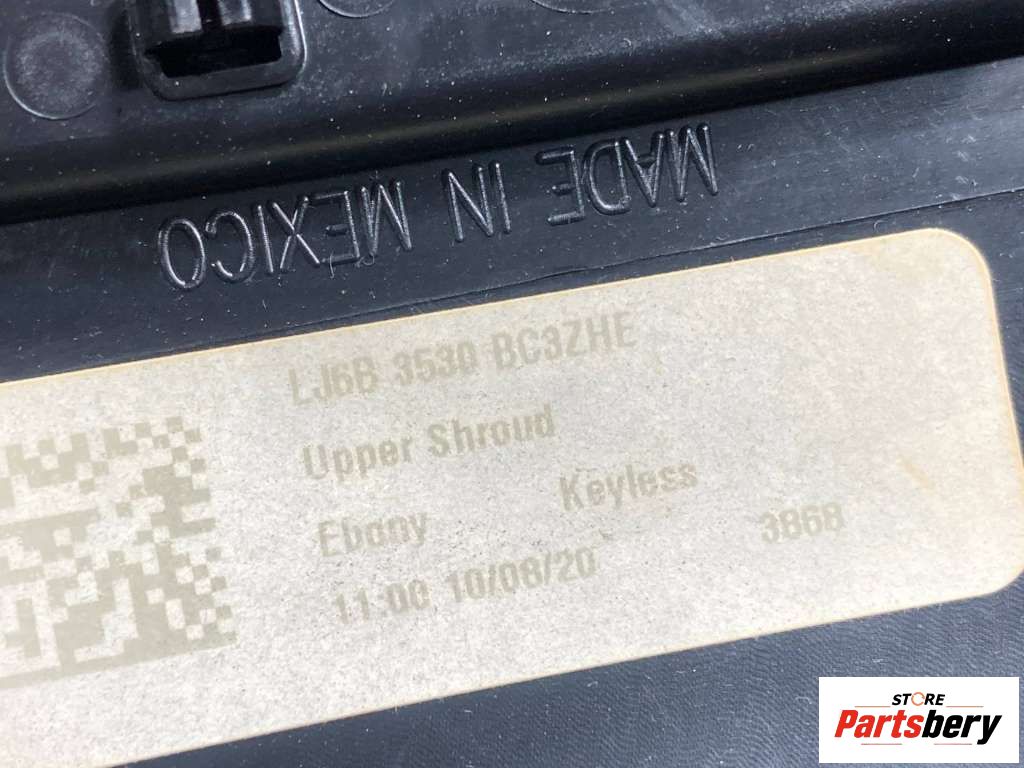 MADE IN MEXICO
LJ6B 3530 BC3ZHE
Upper Shroud
Ebony Keyless
11:00 10/08/20 3868
STORE
Partsbery